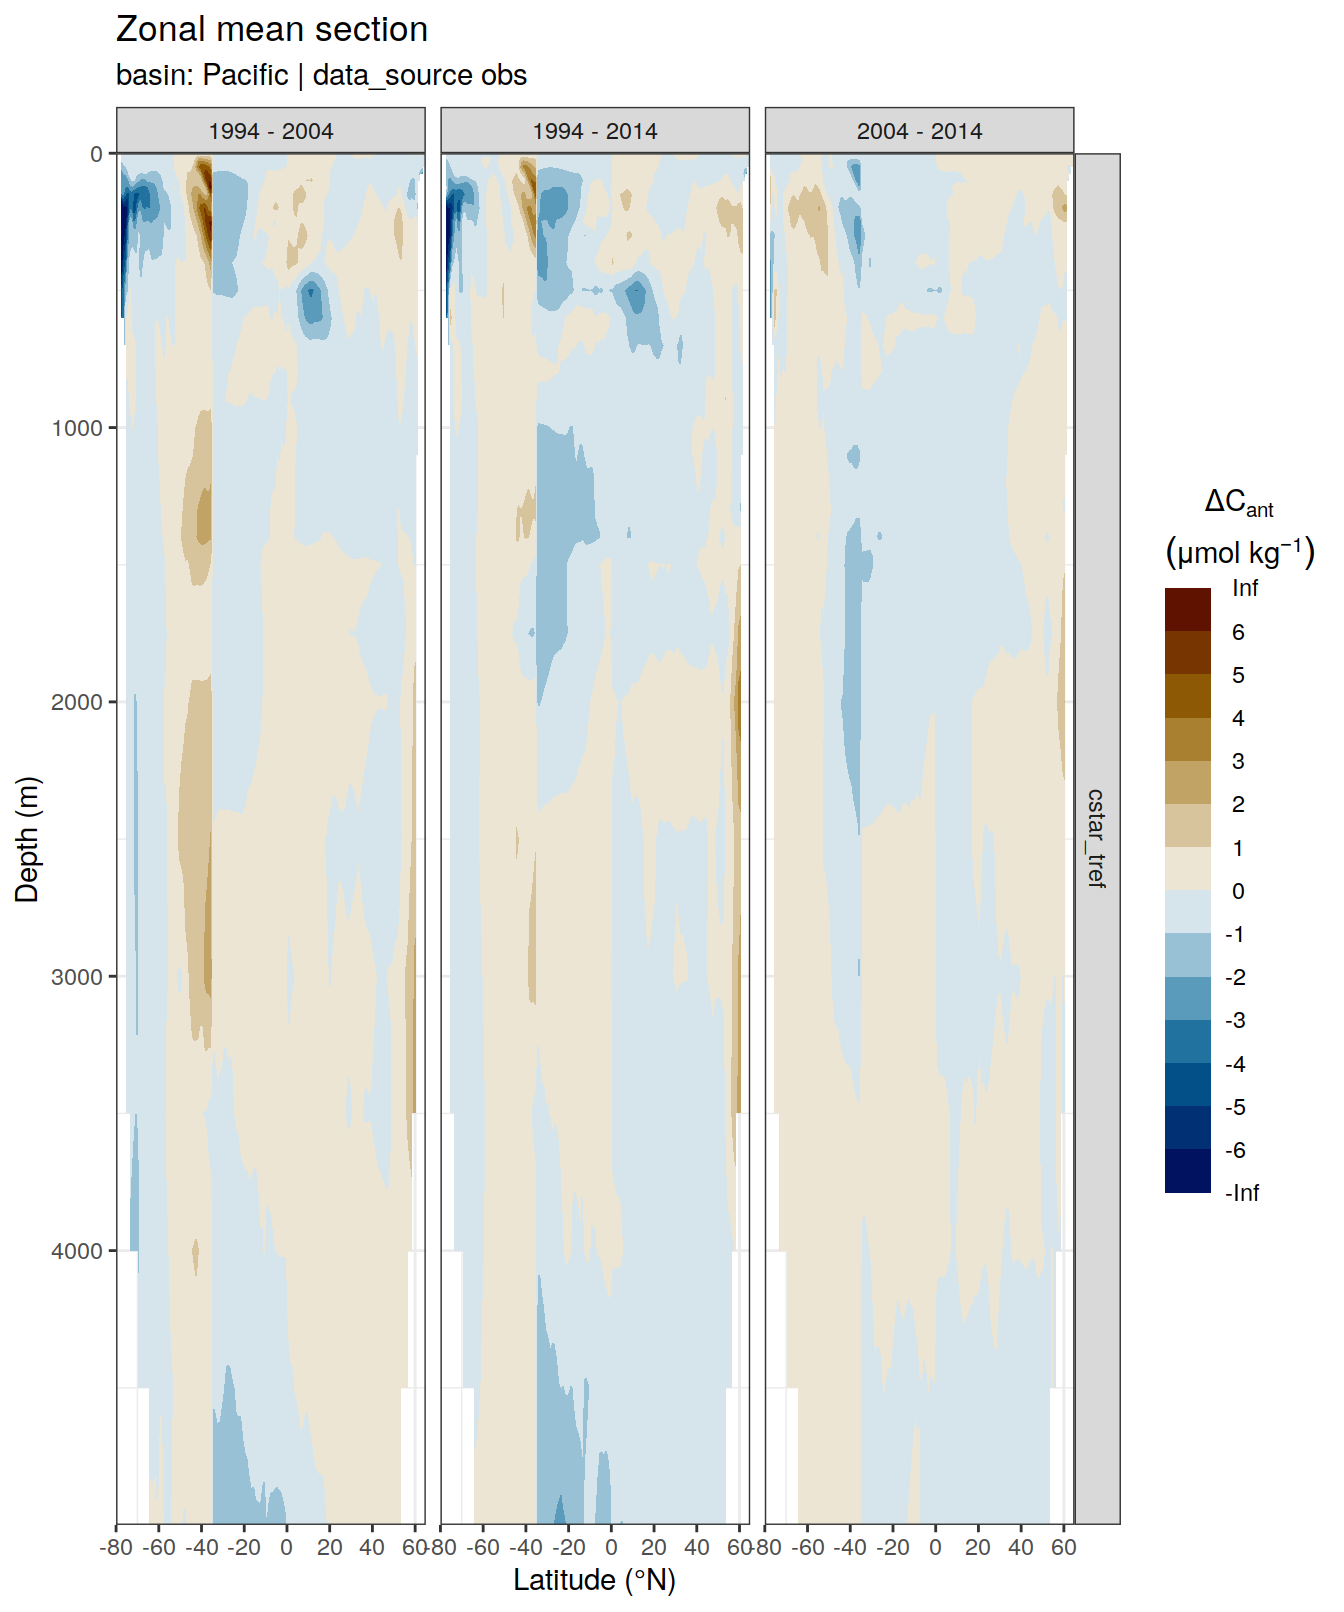 Zonal mean section
basin: Pacific | data_source obs
1994 - 2004
1994 - 2014
2004 - 2014
0
1000
2000
3000
4000
Depth (m)
cstar_tref
-80 -60 -40 -20 0 20 40 60
-80 -60 -40 -20 0 20 40 60
-80 -60 -40 -20 0 20 40 60
Latitude (°N)
ΔCant
(μmol kg−1)
Inf
6
5
4
3
2
1
0
-1
-2
-3
-4
-5
-6
-Inf